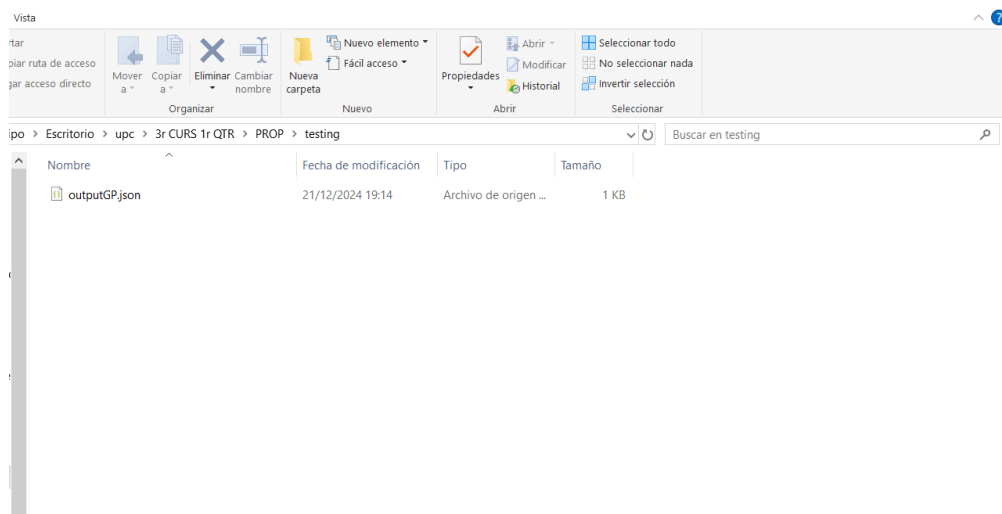 Vista
Nuevo elemento
Abrir
Seleccionar todo
piar ruta de acceso
Fácil acceso
Modificar
No seleccionar nada
gar acceso directo
Mover a
Copiar a
Eliminar
Cambiar nombre
Nueva carpeta
Propiedades
Historial
Invertir selección
Organizar
Nuevo
Abrir
Seleccionar
ipo > Escritorio > upc > 3r CURS 1r QTR > PROP > testing
Buscar en testing
Nombre
Fecha de modificación
Tipo
Tamaño
outputGP.json
21/12/2024 19:14
Archivo de origen ...
1 KB